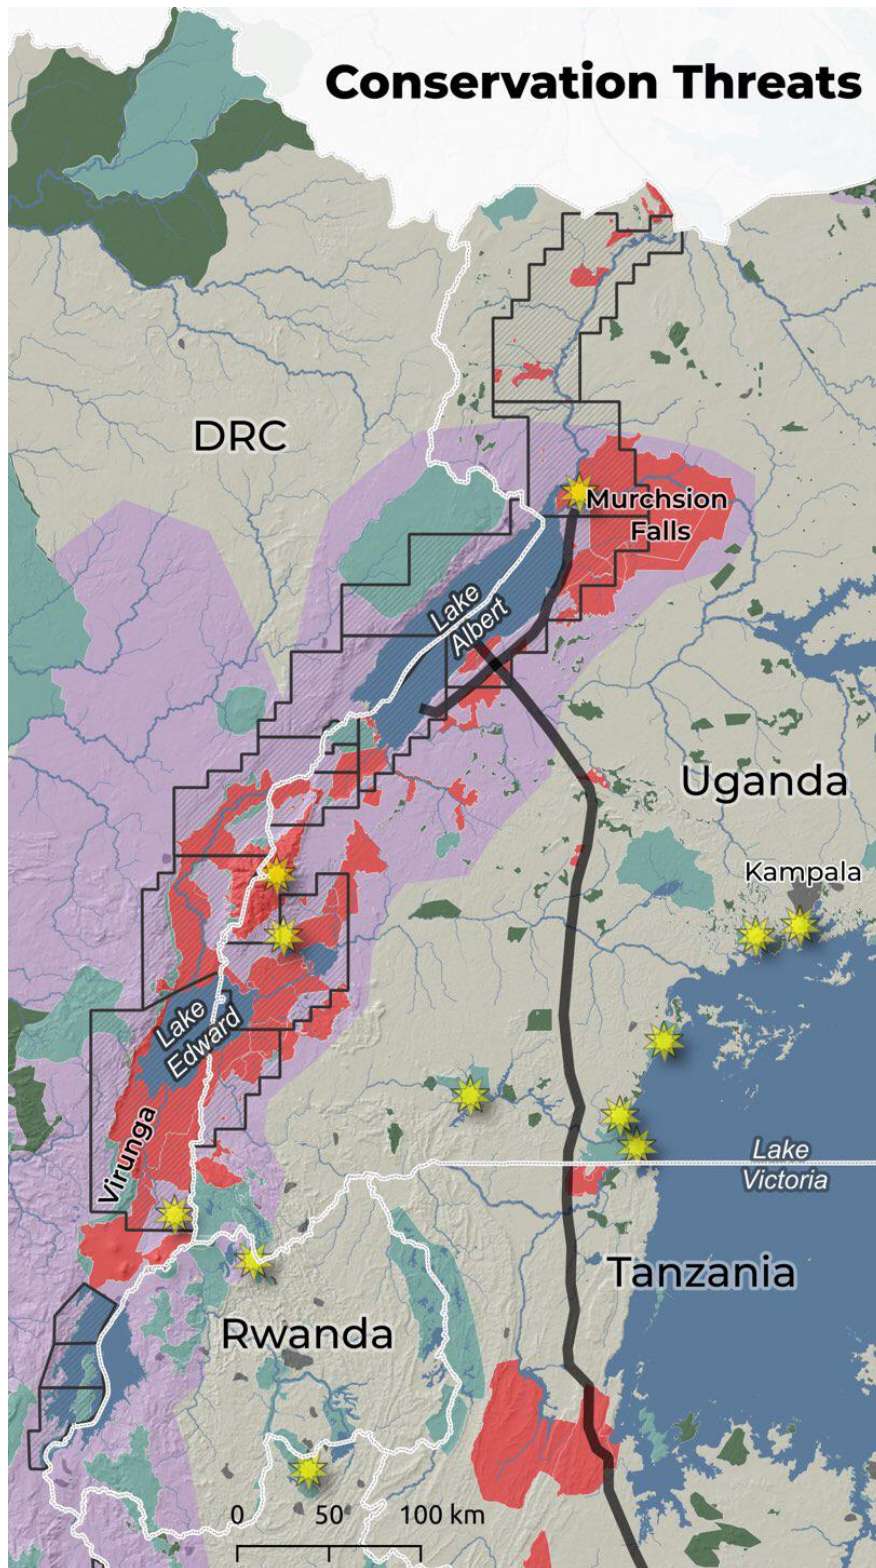 Conservation Threats
DRC
Murchsion
Falls
Lake
Albert
Uganda
Kampala
Lake
Edward
Virunga
Lake
Victoria
Tanzania
Rwanda
0 50 100 km